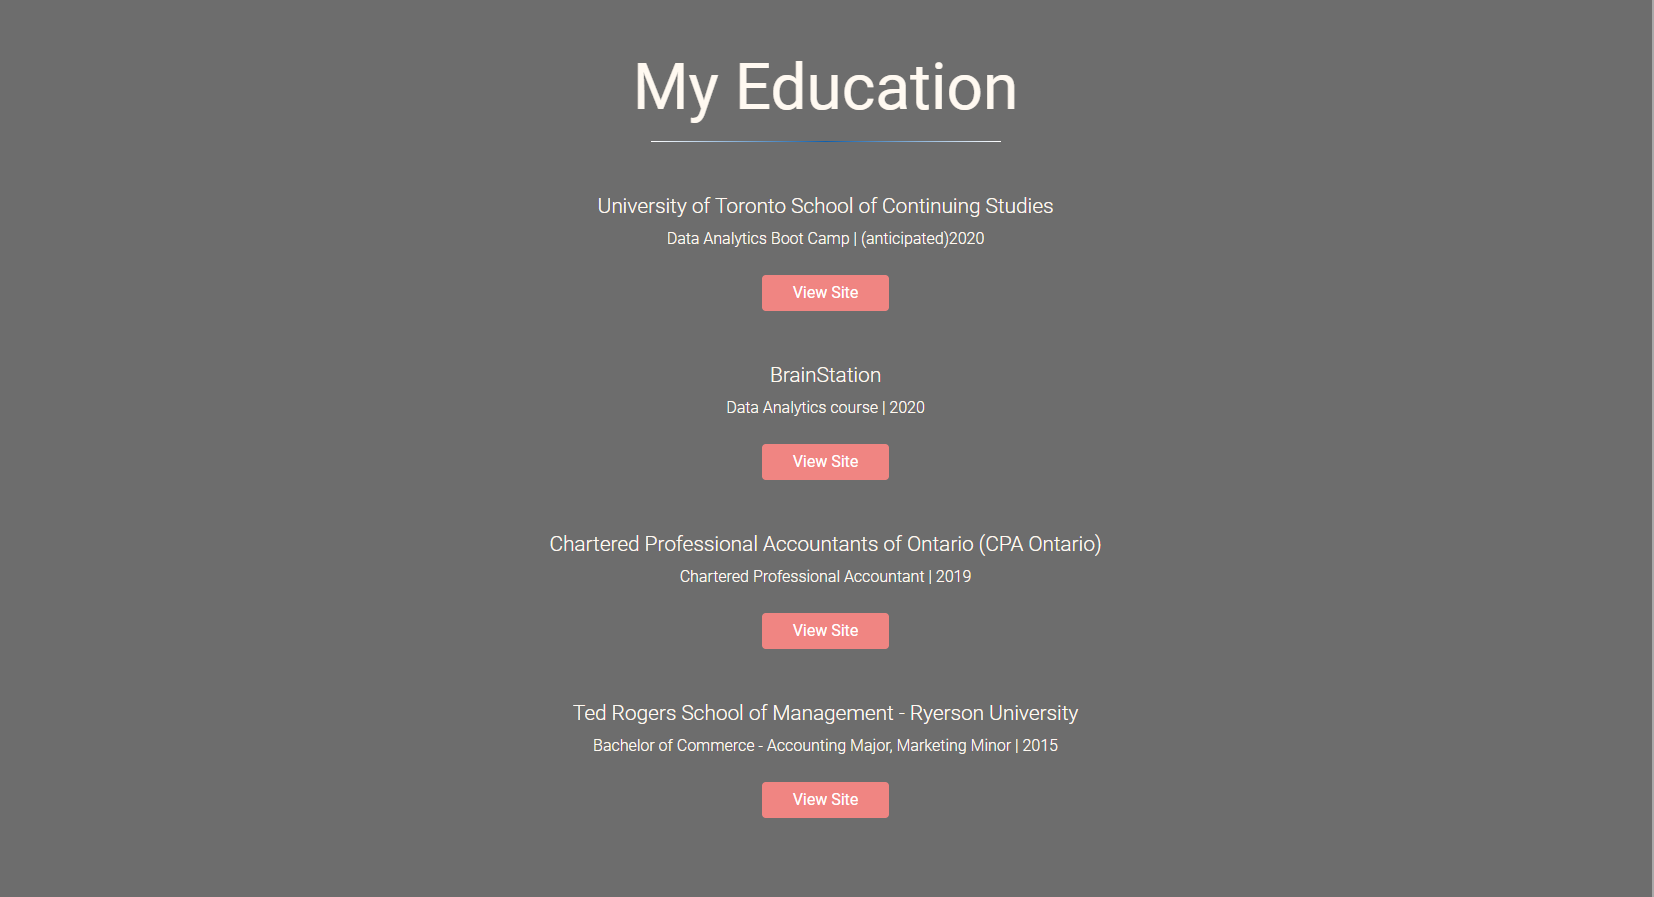 My Education
University of Toronto School of Continuing Studies
Data Analytics Boot Camp | (anticipated)2020
View Site
BrainStation
Data Analytics course | 2020
View Site
Chartered Professional Accountants of Ontario (CPA Ontario)
Chartered Professional Accountant | 2019
View Site
Ted Rogers School of Management - Ryerson University
Bachelor of Commerce - Accounting Major, Marketing Minor | 2015
View Site